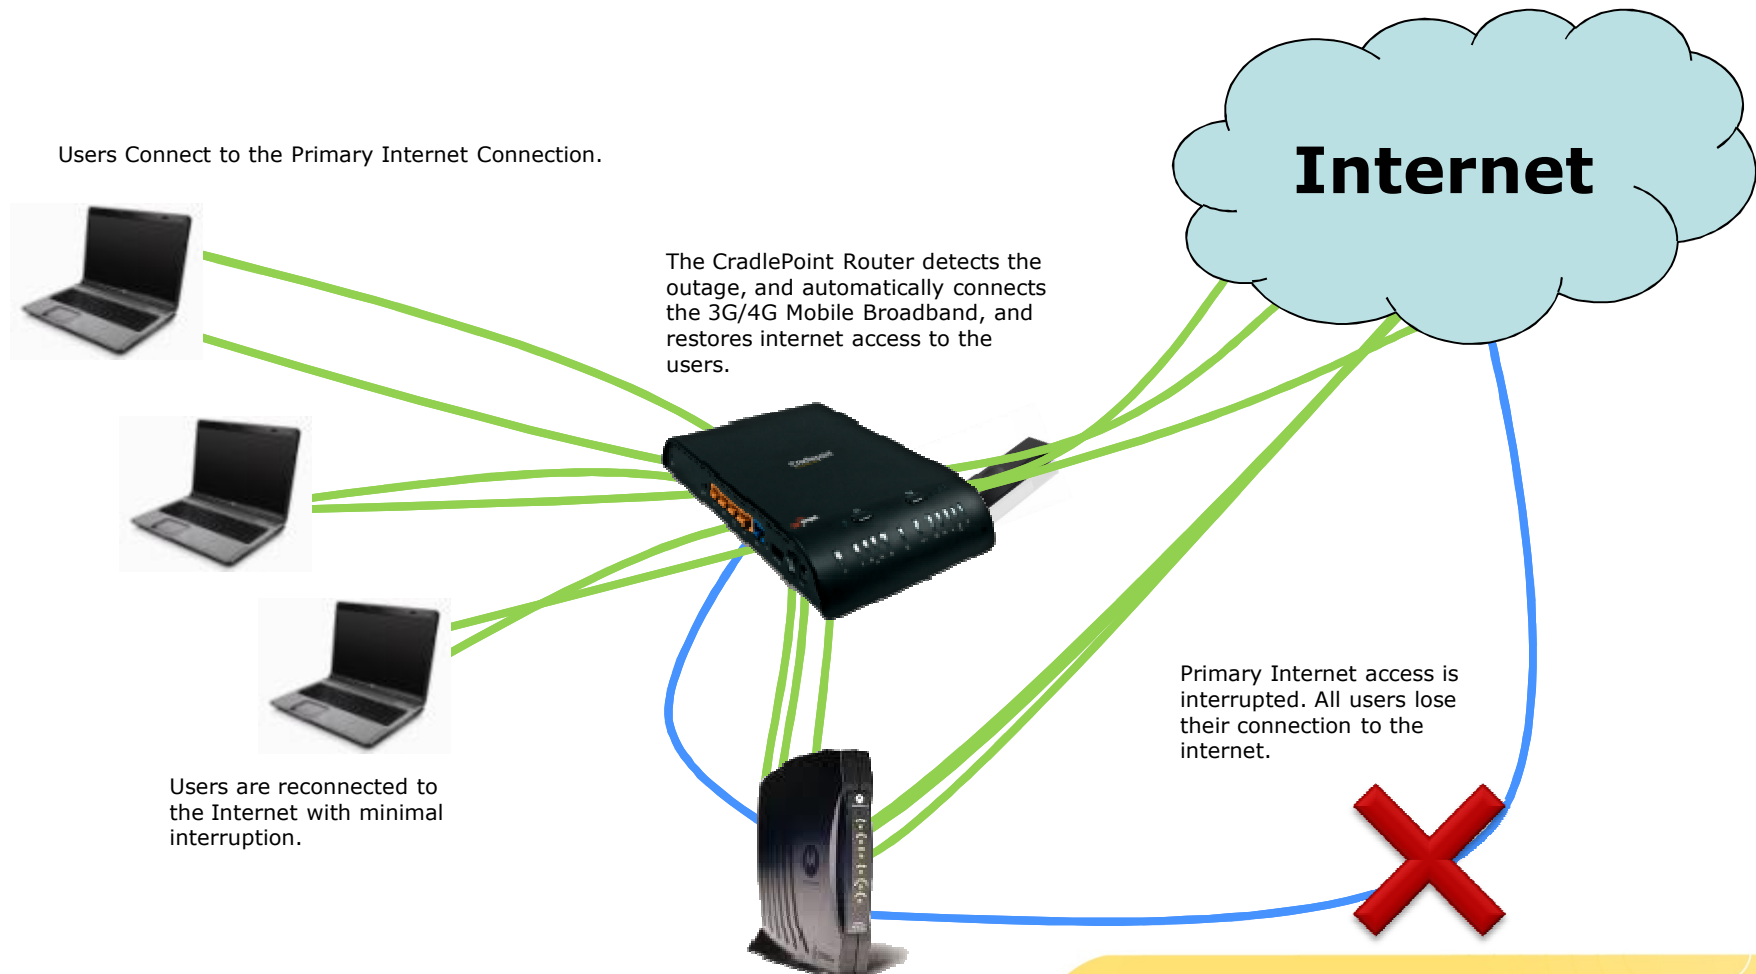 Internet
Users Connect to the Primary Internet Connection.
The CradlePoint Router detects the
outage, and automatically connects
the 3G/4G Mobile Broadband, and
restores internet access to the
users.
Cradlepoint
Primary Internet access is
interrupted. All users lose
their connection to the
internet.
Users are reconnected to
the Internet with minimal
interruption.